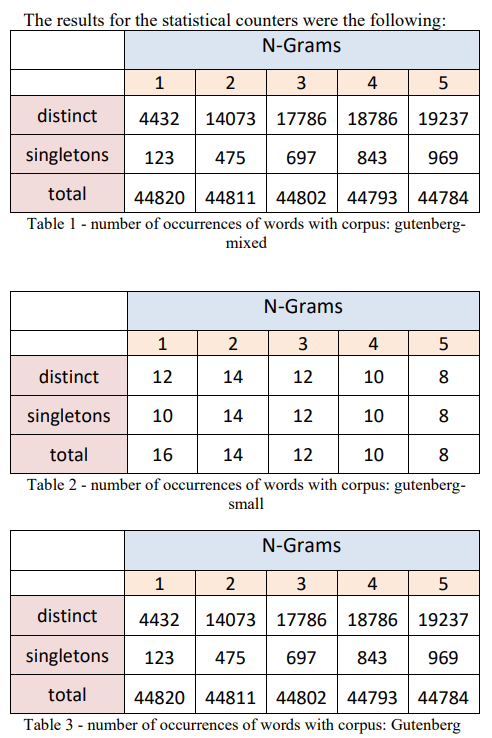 The results for the statistical counters were the following:
N-Grams
1 2 3 4 5
distinct 4432 14073 17786 18786 19237
singletons 123 475 697 843 969
total 44820 44811 44802 44793 44784
Table 1 - number of occurrences of words with corpus: gutenberg-
mixed
N-Grams
1 2 3 4 5
distinct 12 14 12 10 8
singletons 10 14 12 10 8
total 16 14 12 10 8
Table 2 - number of occurrences of words with corpus: gutenberg-
small
N-Grams
1 2 3 4 5
distinct 4432 14073 17786 18786 19237
singletons 123 475 697 843 969
total 44820 44811 44802 44793 44784
Table 3 - number of occurrences of words with corpus: Gutenberg